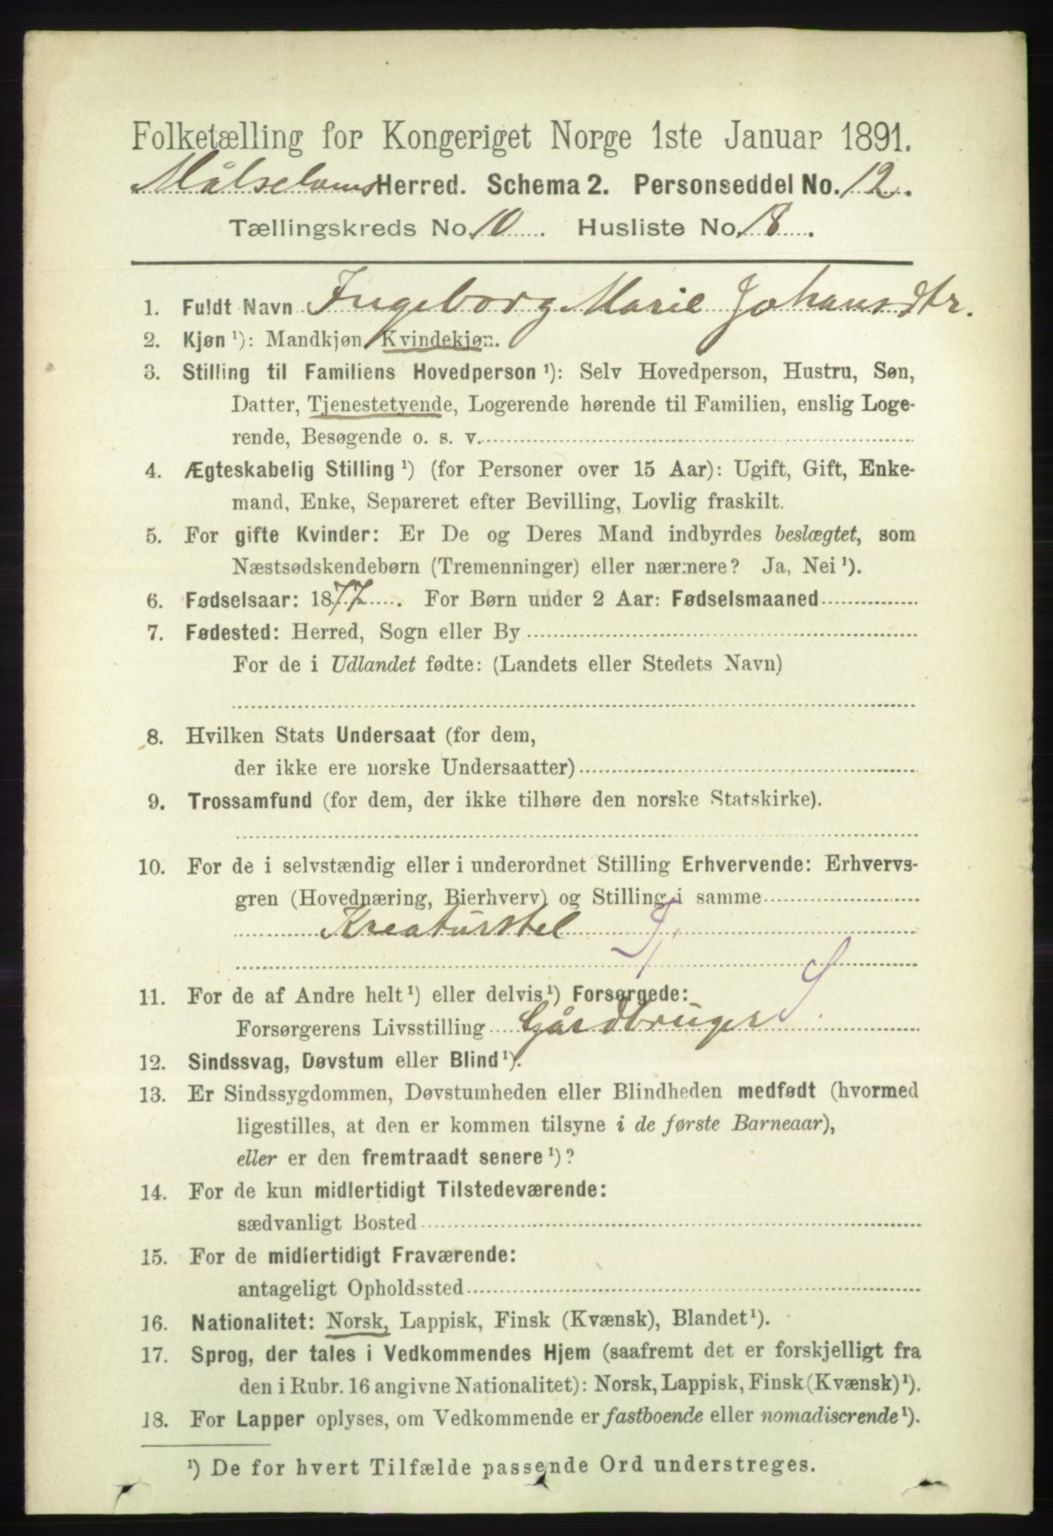 Folketælling for Kongeriget Norge 1ste Januar 1891.
Målselvens Herred. Schema 2. Personseddel No. 12.
Tællingskreds No. 10. Husliste No. 18.
1. Fuldt Navn Ingeborg Marie Johansdtr.
2. Kjøn ¹): Mandkjøn, Kvindekjøn.
3. Stilling til Familiens Hovedperson ¹): Selv Hovedperson, Hustru, Søn,
Datter, Tjenestetyende, Logerende hørende til Familien, enslig Loge-
rende, Besøgende o. s. v.
4. Ægteskabelig Stilling ¹) (for Personer over 15 Aar): Ugift, Gift, Enke-
mand, Enke, Separeret efter Bevilling, Lovlig fraskilt.
5. For gifte Kvinder: Er De og Deres Mand indbyrdes beslægtet, som
Næstsødskendebørn (Tremenninger) eller nærmere? Ja, Nei ¹).
6. Fødselsaar: 1877. For Børn under 2 Aar: Fødselsmaaned
7. Fødested: Herred, Sogn eller By
For de i Udlandet fødte: (Landets eller Stedets Navn)
8. Hvilken Stats Undersaat (for dem,
der ikke ere norske Undersaatter)
9. Trossamfund (for dem, der ikke tilhøre den norske Statskirke).
10. For de i selvstændig eller i underordnet Stilling Erhvervende: Erhvervs-
gren (Hovednæring, Bierhverv) og Stilling i samme
Kreaturstel
11. For de af Andre helt ¹) eller delvis ¹) Forsørgede:
Forsørgerens Livsstilling Gårdbruger
12. Sindssvag, Døvstum eller Blind ¹).
13. Er Sindssygdommen, Døvstumheden eller Blindheden medfødt (hvormed
ligestilles, at den er kommen tilsyne i de første Barneaar),
eller er den fremtraadt senere ¹)?
14. For de kun midlertidigt Tilstedeværende:
sædvanligt Bosted
15. For de midlertidigt Fraværende:
antageligt Opholdssted
16. Nationalitet: Norsk, Lappisk, Finsk (Kvænsk), Blandet ¹).
17. Sprog, der tales i Vedkommendes Hjem (saafremt det er forskjelligt fra
den i Rubr. 16 angivne Nationalitet): Norsk, Lappisk, Finsk (Kvænsk) ¹).
18. For Lapper oplyses, om Vedkommende er fastboende eller nomadiserende ¹).
¹) De for hvert Tilfælde passende Ord understreges.